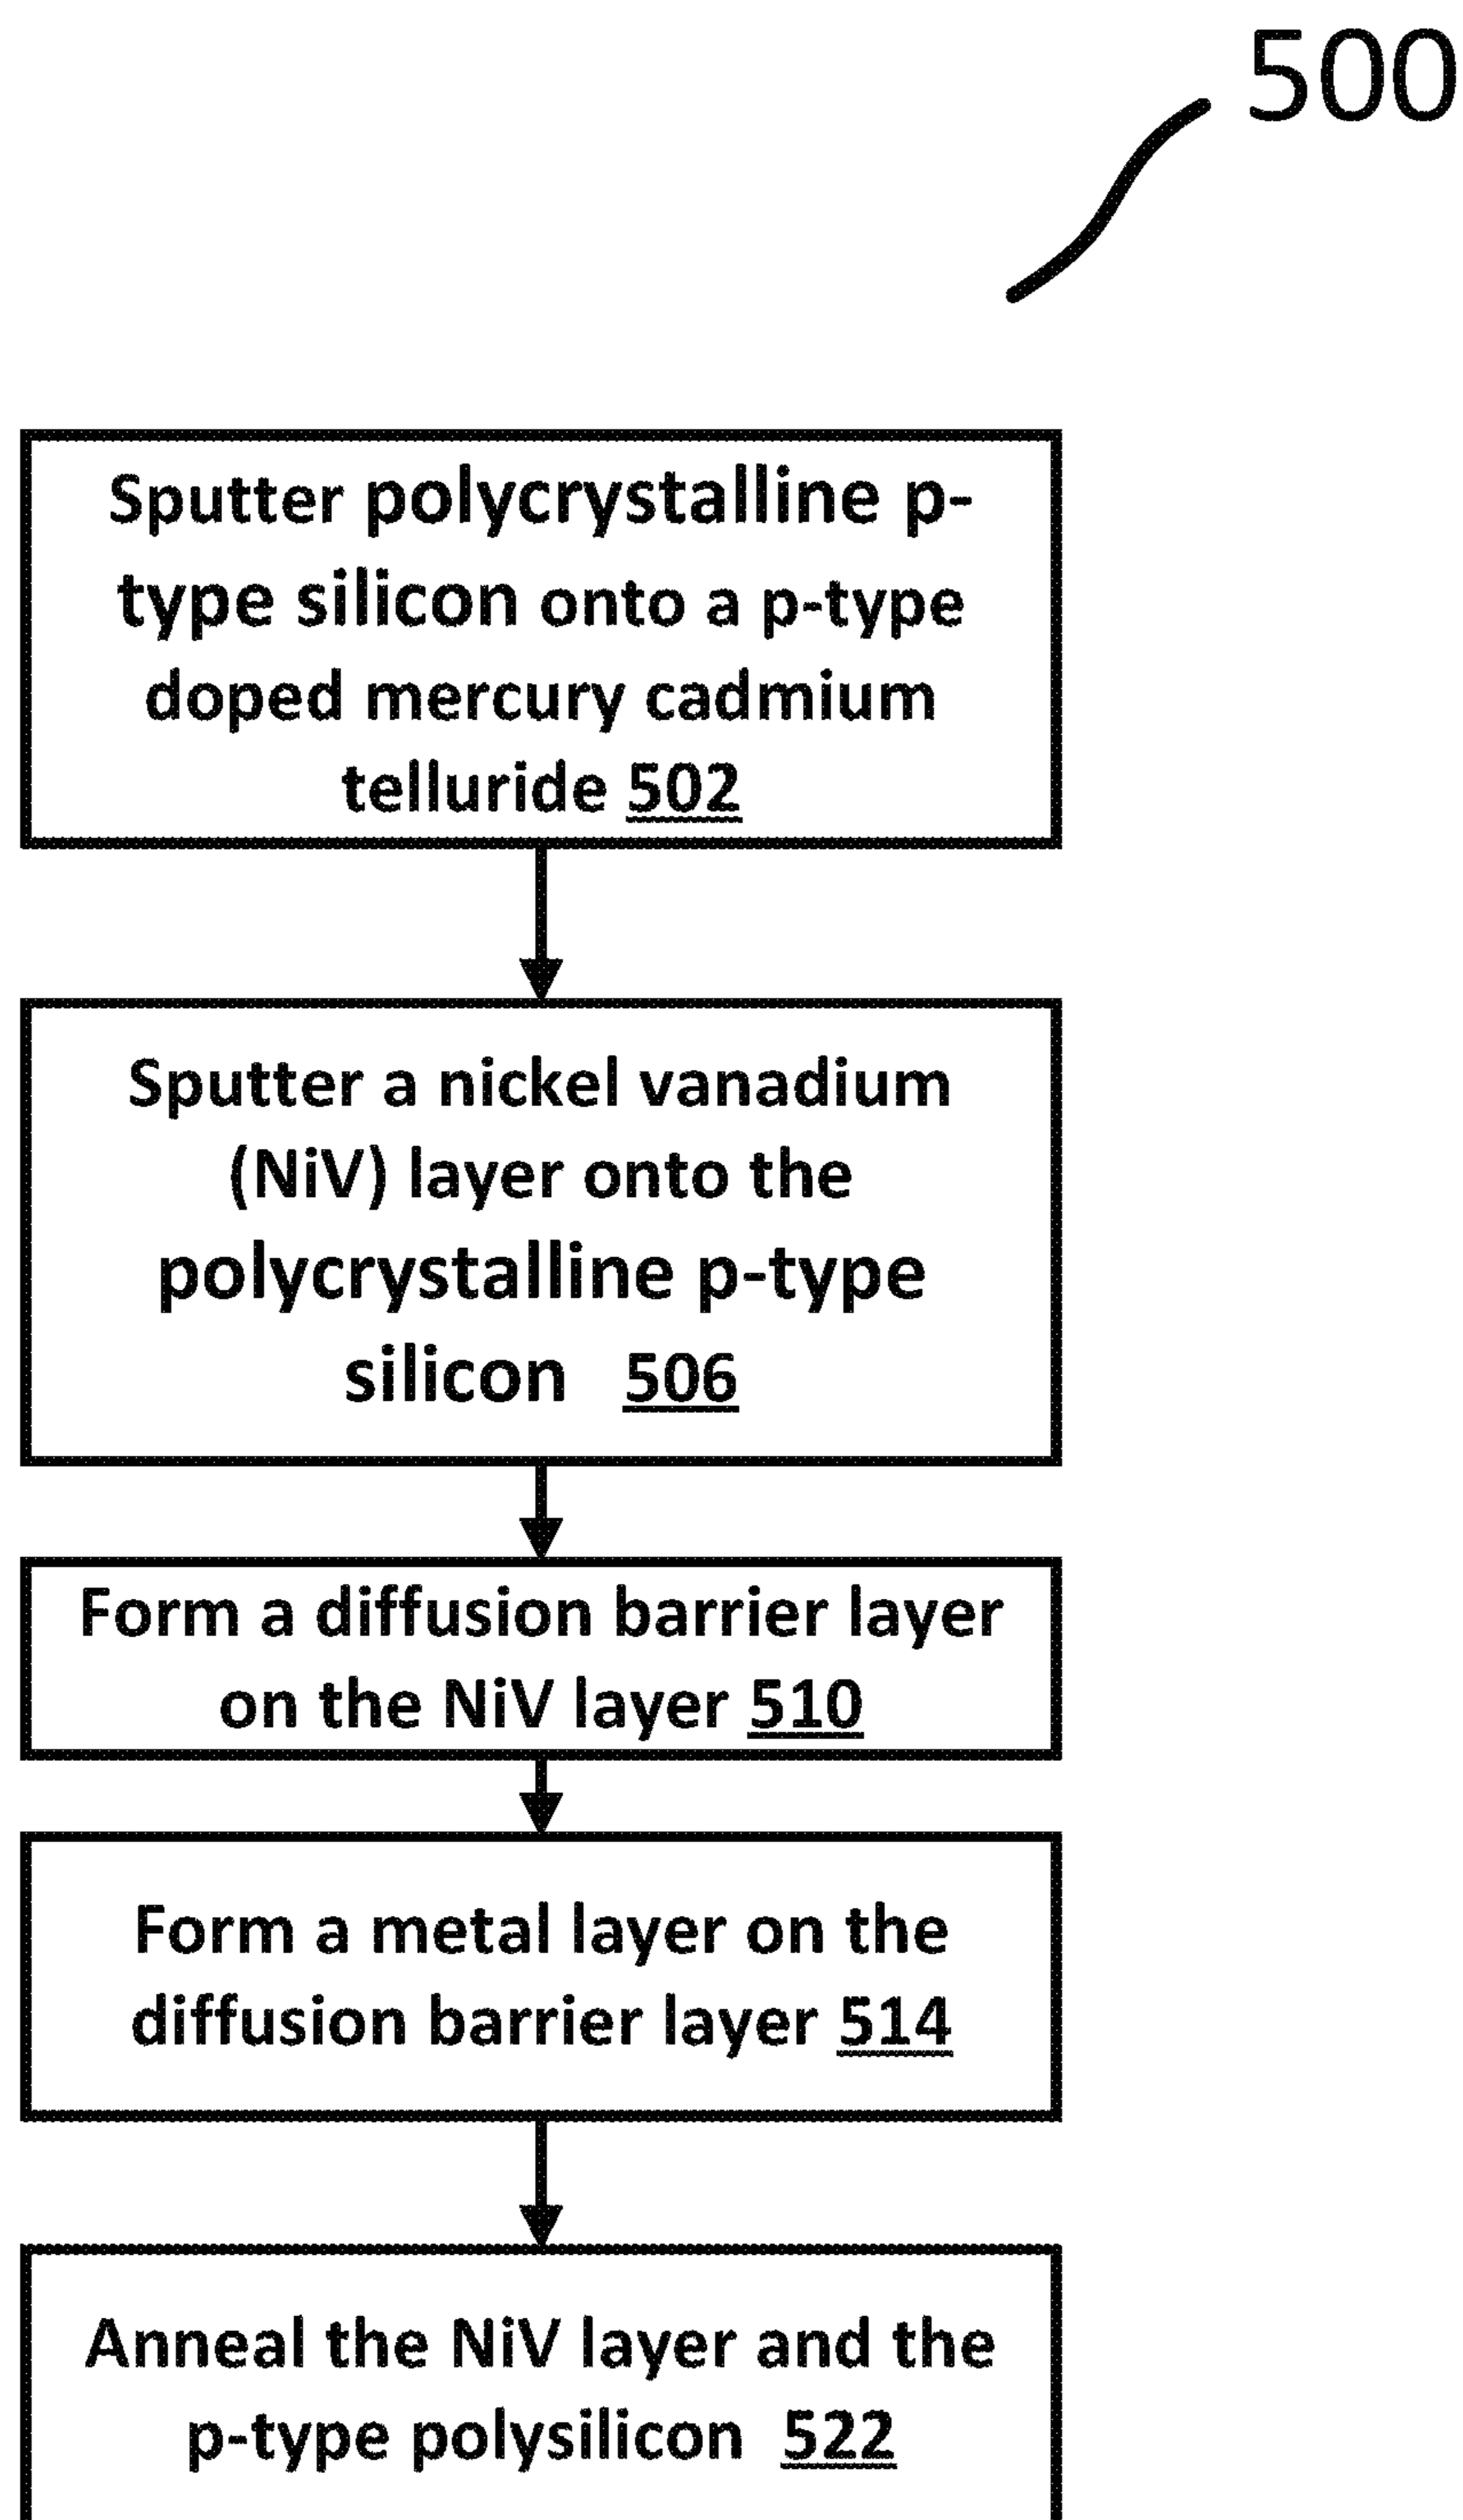 500
Sputter polycrystalline p-
type silicon onto a p-type
doped mercury cadmium
telluride 502
Sputter a nickel vanadium
(NiV) layer onto the
polycrystalline p-type
silicon 506
Form a diffusion barrier layer
on the NiV layer 510
Form a metal layer on the
diffusion barrier layer 514
Anneal the NiV layer and the
p-type polysilicon 522